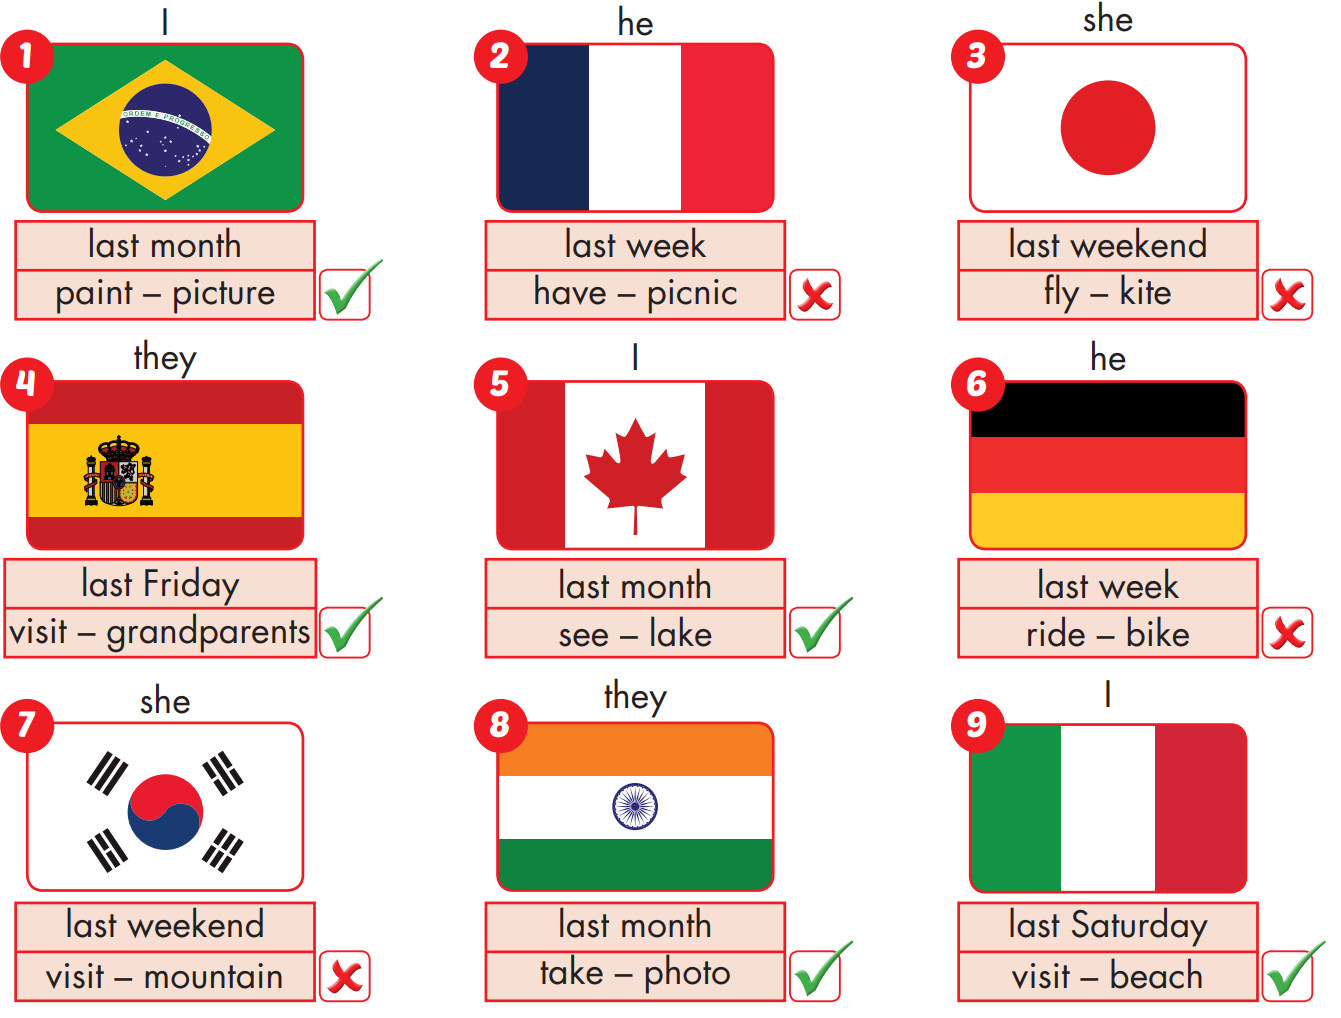 I
1
ORDEM E PROGRESSO
last month
paint – picture
he
2
last week
have – picnic
she
3
last weekend
fly – kite
they
4
last Friday
visit – grandparents
I
5
last month
see – lake
he
6
last week
ride – bike
she
7
last weekend
visit – mountain
they
8
last month
take – photo
I
9
last Saturday
visit – beach